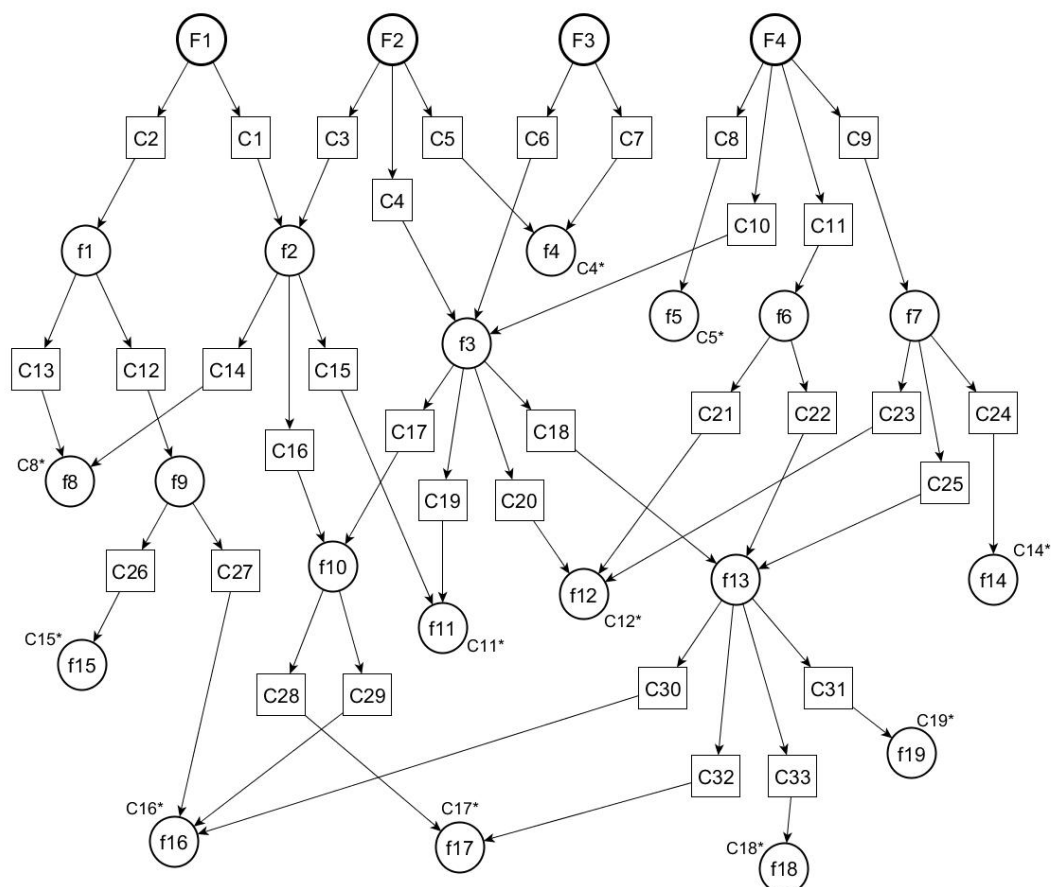 F1 F2 F3 F4
C2 C1 C3 C5 C6 C7 C8 C9
C4 C10 C11
f1 f2 f4
C4*
f5 f6 f7
C5*
f3
C13 C12 C14 C15
C17 C18 C21 C22 C23 C24
C16
C8*
f8 f9 C19 C20 C25
C26 C27 f10 f12 f13 C14*
f14
C12*
f11
C11*
C15*
f15
C28 C29 C30 C31
C19*
f19
C32 C33
C16* C17*
f16 f17
C18*
f18